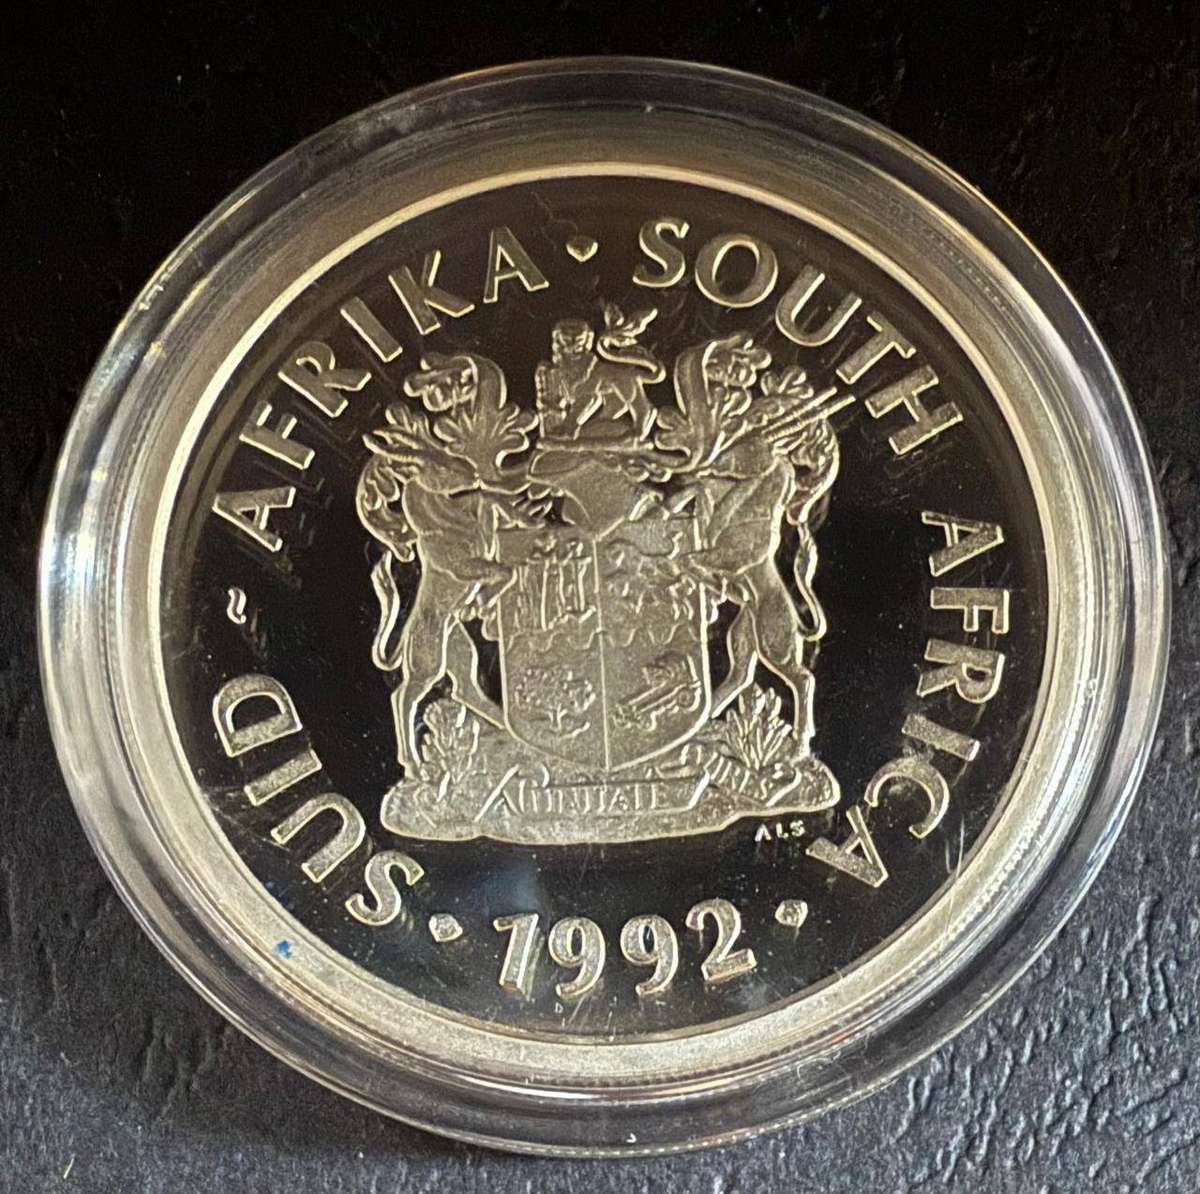 SUID ~ AFRIKA · SOUTH AFRICA
EX UNITATE VIRES
ALS
· 1992 ·